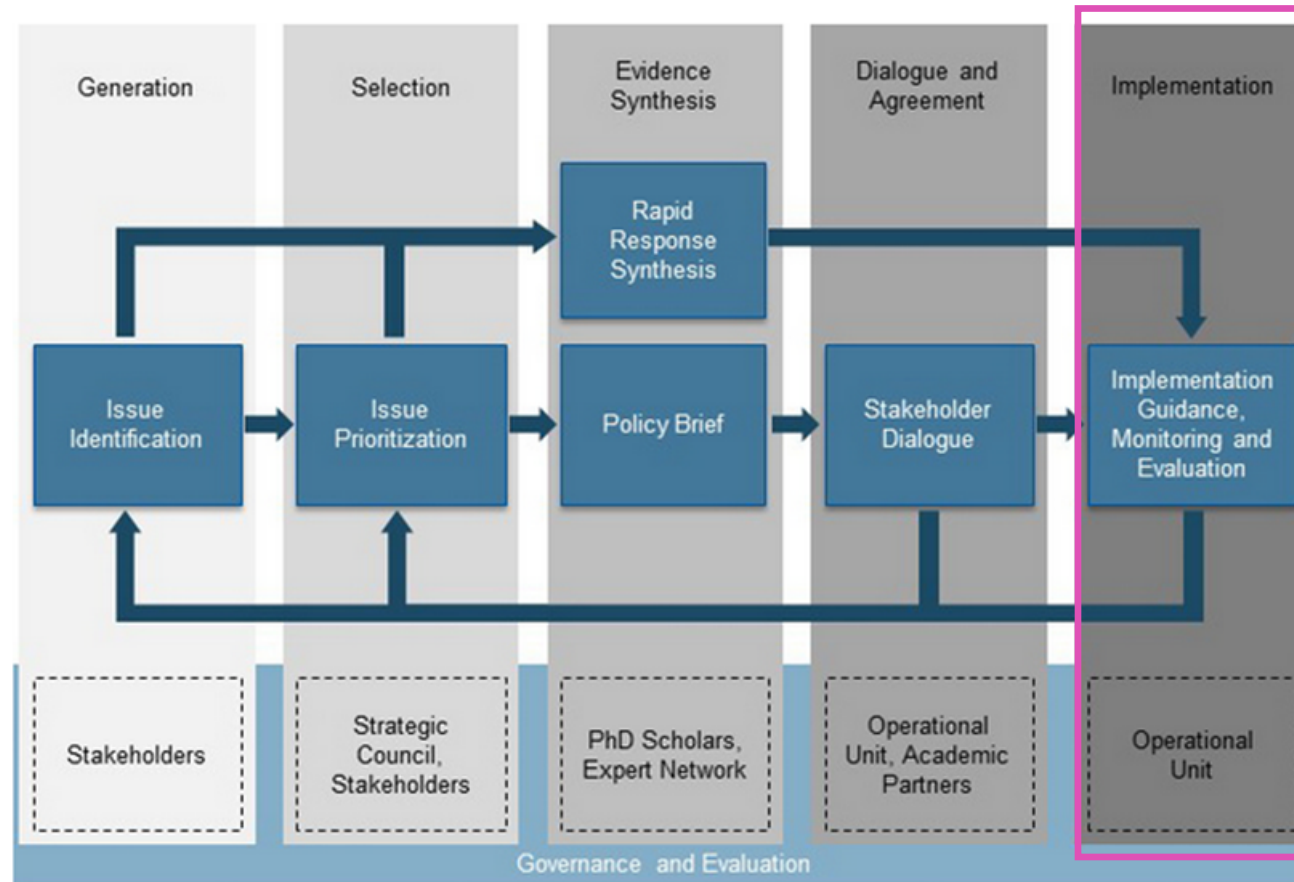 Generation
Selection
Evidence
Synthesis
Dialogue and
Agreement
Implementation
Rapid
Response
Synthesis
Issue
Identification
Issue
Prioritization
Policy Brief
Stakeholder
Dialogue
Implementation
Guidance,
Monitoring and
Evaluation
Stakeholders
Strategic
Council,
Stakeholders
PhD Scholars,
Expert Network
Operational
Unit, Academic
Partners
Operational
Unit
Governance and Evaluation